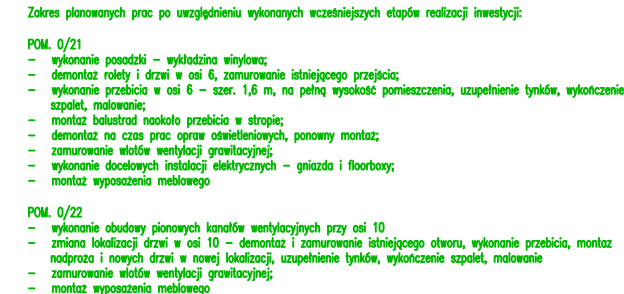 Zakres planowanych prac po uwzględnieniu wykonanych wcześniejszych etapów realizacji inwestycji:
POM. 0/21
– wykonanie posadzki – wykładzina winylowa;
– demontaż rolety i drzwi w osi 6, zamurowanie istniejącego przejścia;
– wykonanie przebicia w osi 6 – szer. 1,6 m, na pełną wysokość pomieszczenia, uzupełnienie tynków, wykończenie
szpalet, malowanie;
– montaż balustrad naokoło przebicia w stropie;
– demontaż na czas prac opraw oświetleniowych, ponowny montaż;
– zamurowanie wlotów wentylacji grawitacyjnej;
– wykonanie docelowych instalacji elektrycznych – gniazda i floorboxy;
– montaż wyposażenia meblowego
POM. 0/22
– wykonanie obudowy pionowych kanałów wentylacyjnych przy osi 10
– zmiana lokalizacji drzwi w osi 10 – demontaż i zamurowanie istniejącego otworu, wykonanie przebicia, montaz
nadproża i nowych drzwi w nowej lokalizacji, uzupełnienie tynków, wykończenie szpalet, malowanie
– zamurowanie wlotów wentylacji grawitacyjnej;
– montaż wyposażenia meblowego